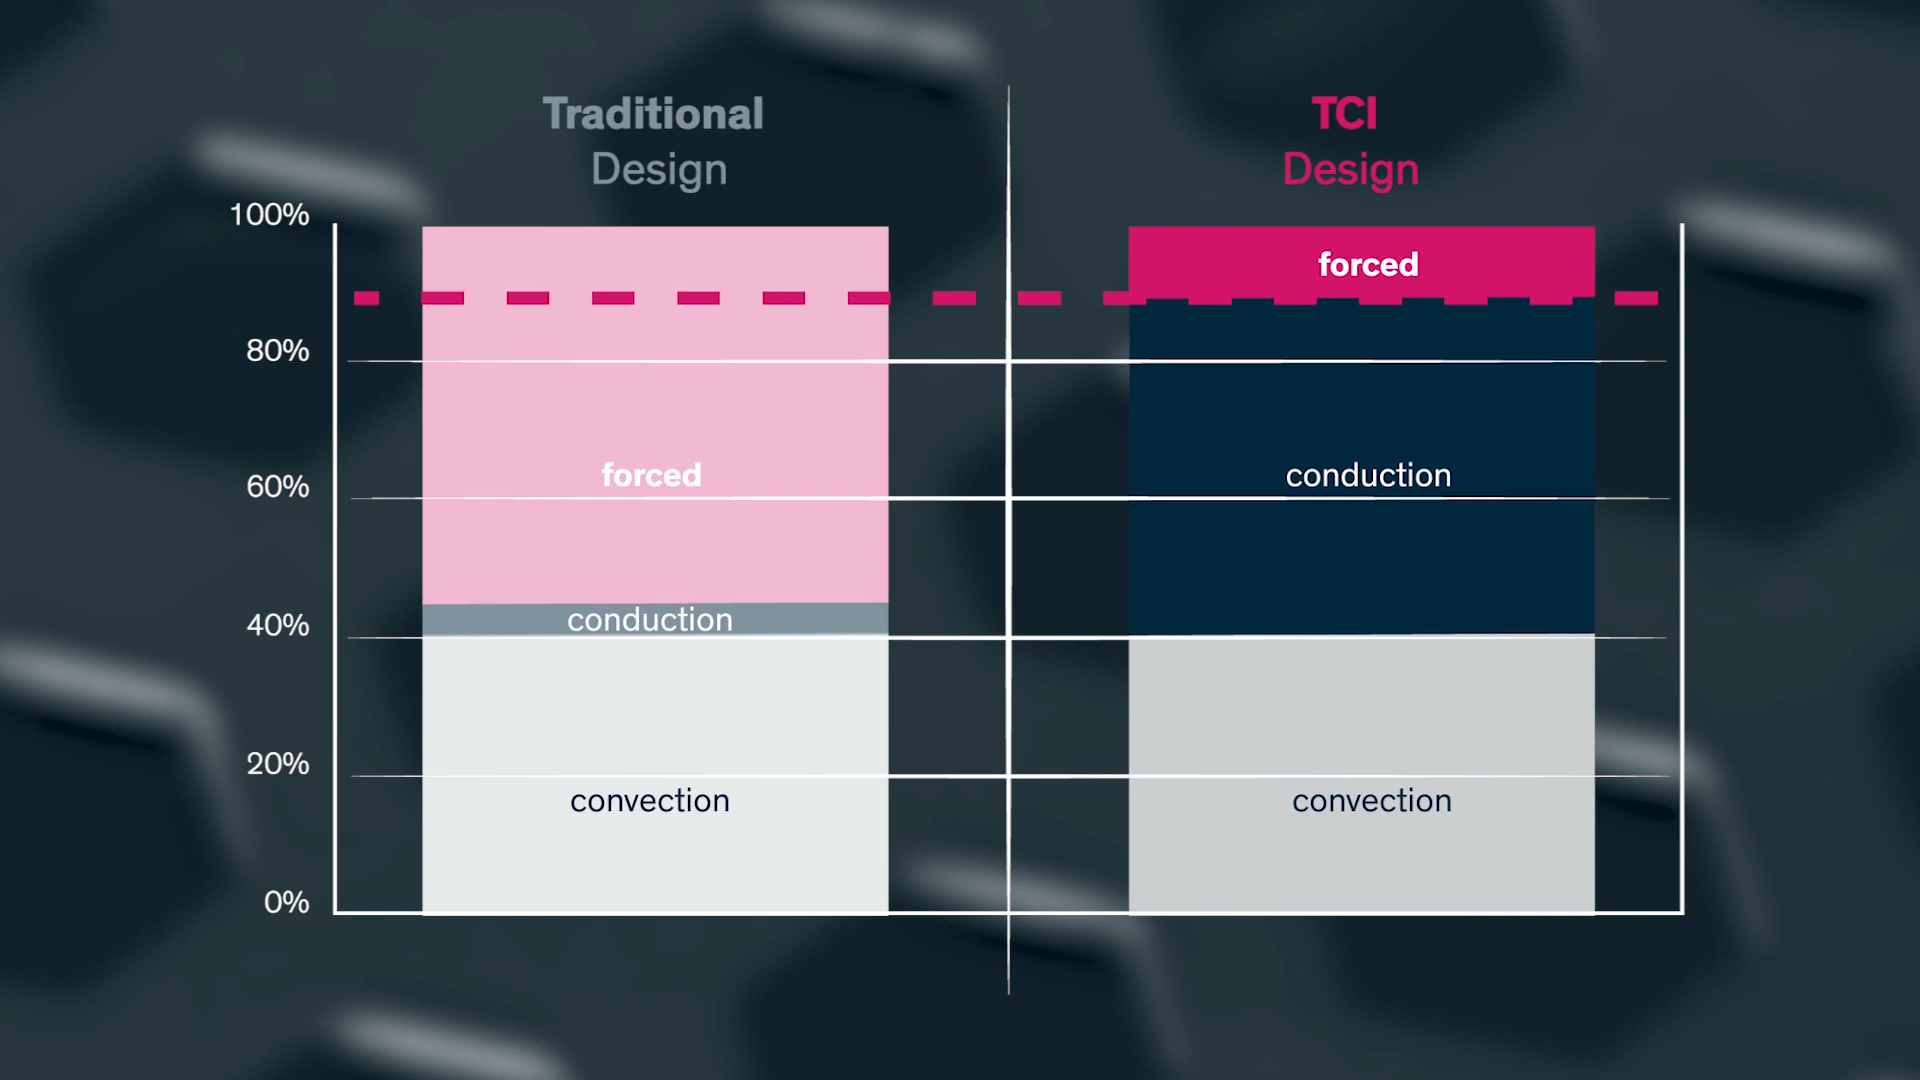 Traditional
Design
TCI
Design
100%
80%
60%
40%
20%
0%
forced
conduction
convection
forced
conduction
convection